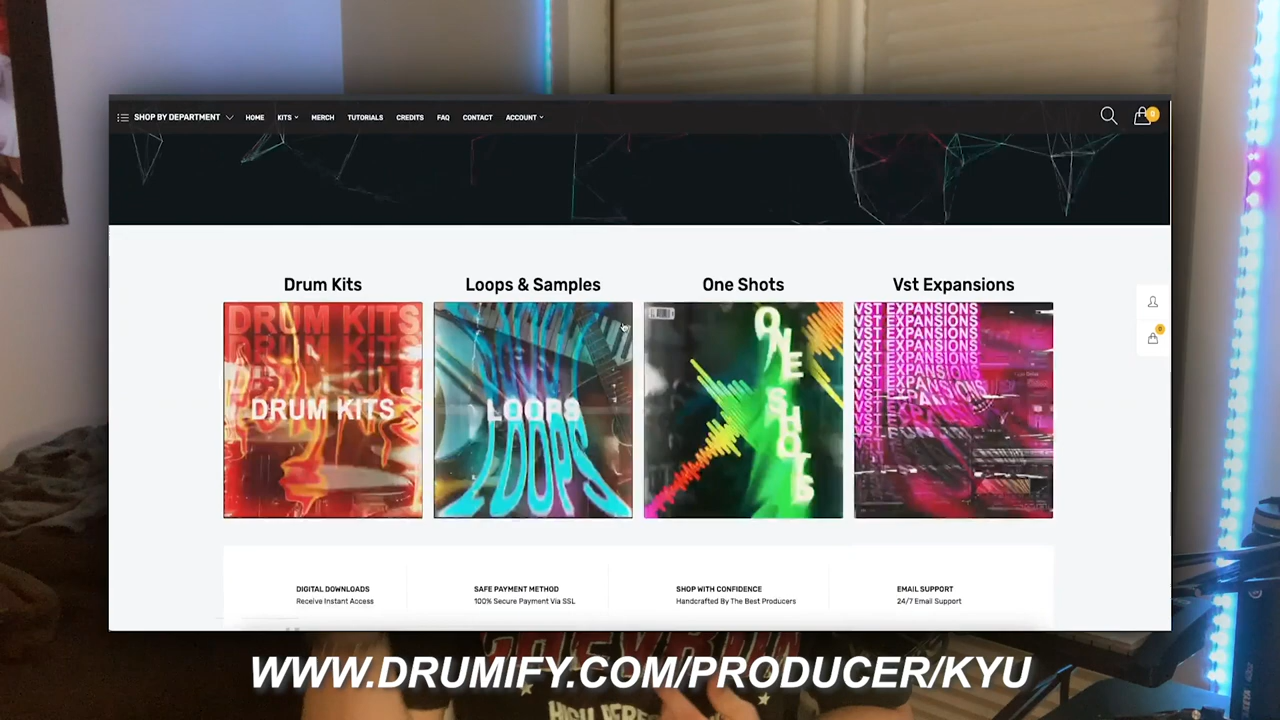 SHOP BY DEPARTMENT HOME KITS MERCH TUTORIALS CREDITS FAQ CONTACT ACCOUNT 0
Drum Kits Loops & Samples One Shots Vst Expansions
DRUM KITS
DRUM KITS
DRUM KITS
DRUM KITS
LOOPS
LOOPS
ONE SHOTS
VST EXPANSIONS
VST EXPANSIONS
VST EXPANSIONS
VST EXPANSIONS
VST EXPANSIONS
VST EXPANSIONS
0
DIGITAL DOWNLOADS SAFE PAYMENT METHOD SHOP WITH CONFIDENCE EMAIL SUPPORT
Receive Instant Access 100% Secure Payment Via SSL Handcrafted By The Best Producers 24/7 Email Support
WWW.DRUMIFY.COM/PRODUCER/KYU